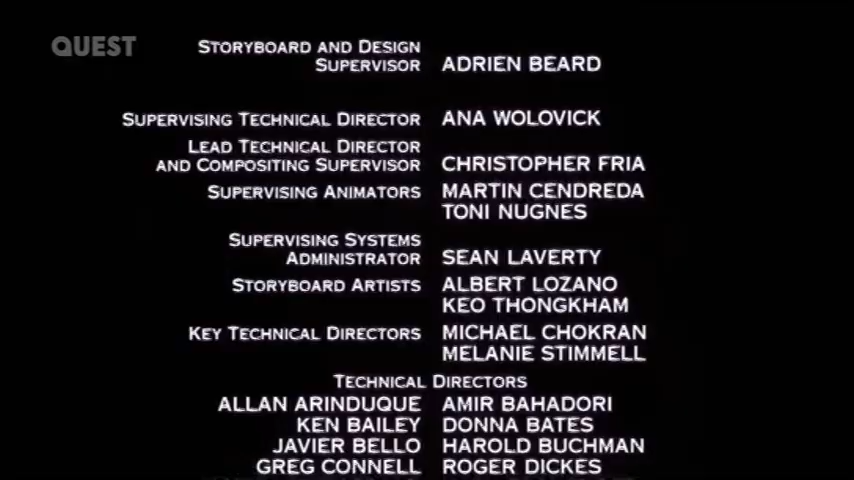 QUEST
STORYBOARD AND DESIGN
SUPERVISOR ADRIEN BEARD
SUPERVISING TECHNICAL DIRECTOR ANA WOLOVICK
LEAD TECHNICAL DIRECTOR
AND COMPOSITING SUPERVISOR CHRISTOPHER FRIA
SUPERVISING ANIMATORS MARTIN CENDREDA
TONI NUGNES
SUPERVISING SYSTEMS
ADMINISTRATOR SEAN LAVERTY
STORYBOARD ARTISTS ALBERT LOZANO
KEO THONGKHAM
KEY TECHNICAL DIRECTORS MICHAEL CHOKRAN
MELANIE STIMMELL
TECHNICAL DIRECTORS
ALLAN ARINDUQUE AMIR BAHADORI
KEN BAILEY DONNA BATES
JAVIER BELLO HAROLD BUCHMAN
GREG CONNELL ROGER DICKES